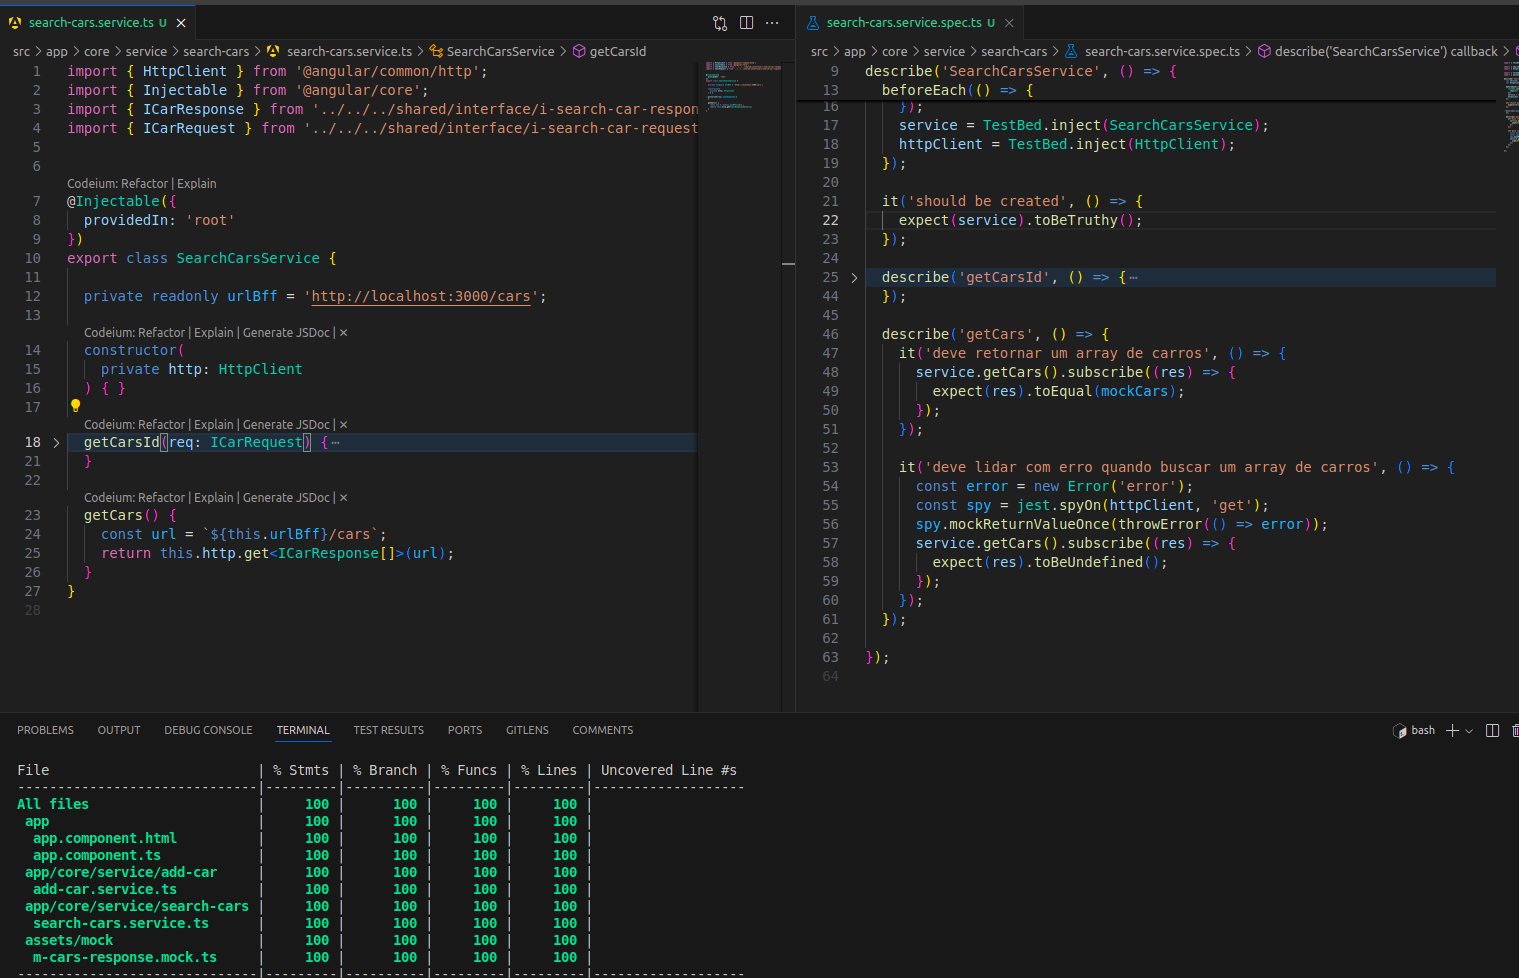 search-cars.service.ts U
src > app > core > service > search-cars > search-cars.service.ts > SearchCarsService > getCarsId
1 import { HttpClient } from '@angular/common/http';
2 import { Injectable } from '@angular/core';
3 import { ICarResponse } from '../../../shared/interface/i-search-car-respon
4 import { ICarRequest } from '../../../shared/interface/i-search-car-request
5
6
Codeium: Refactor | Explain
7 @Injectable({
8 providedIn: 'root'
9 })
10 export class SearchCarsService {
11
12 private readonly urlBff = 'http://localhost:3000/cars';
13
Codeium: Refactor | Explain | Generate JSDoc | ×
14 constructor(
15 private http: HttpClient
16 ) { }
17
Codeium: Refactor | Explain | Generate JSDoc | ×
18 getCarsId(req: ICarRequest) { ⋯
21 }
22
Codeium: Refactor | Explain | Generate JSDoc | ×
23 getCars() {
24 const url = `${this.urlBff}/cars`;
25 return this.http.get<ICarResponse[]>(url);
26 }
27 }
28
search-cars.service.spec.ts U
src > app > core > service > search-cars > search-cars.service.spec.ts > describe('SearchCarsService') callback >
9 describe('SearchCarsService', () => {
13 beforeEach(() => {
16 });
17 service = TestBed.inject(SearchCarsService);
18 httpClient = TestBed.inject(HttpClient);
19 });
20
21 it('should be created', () => {
22 expect(service).toBeTruthy();
23 });
24
25 describe('getCarsId', () => { ⋯
44 });
45
46 describe('getCars', () => {
47 it('deve retornar um array de carros', () => {
48 service.getCars().subscribe((res) => {
49 expect(res).toEqual(mockCars);
50 });
51 });
52
53 it('deve lidar com erro quando buscar um array de carros', () => {
54 const error = new Error('error');
55 const spy = jest.spyOn(httpClient, 'get');
56 spy.mockReturnValueOnce(throwError(() => error));
57 service.getCars().subscribe((res) => {
58 expect(res).toBeUndefined();
59 });
60 });
61 });
62
63 });
64
PROBLEMS OUTPUT DEBUG CONSOLE TERMINAL TEST RESULTS PORTS GITLENS COMMENTS
bash
File | % Stmts | % Branch | % Funcs | % Lines | Uncovered Line #s
------------------------------|---------|----------|---------|---------|-------------------
All files | 100 | 100 | 100 | 100 |
app | 100 | 100 | 100 | 100 |
app.component.html | 100 | 100 | 100 | 100 |
app.component.ts | 100 | 100 | 100 | 100 |
app/core/service/add-car | 100 | 100 | 100 | 100 |
add-car.service.ts | 100 | 100 | 100 | 100 |
app/core/service/search-cars | 100 | 100 | 100 | 100 |
search-cars.service.ts | 100 | 100 | 100 | 100 |
assets/mock | 100 | 100 | 100 | 100 |
m-cars-response.mock.ts | 100 | 100 | 100 | 100 |
------------------------------|---------|----------|---------|---------|-------------------